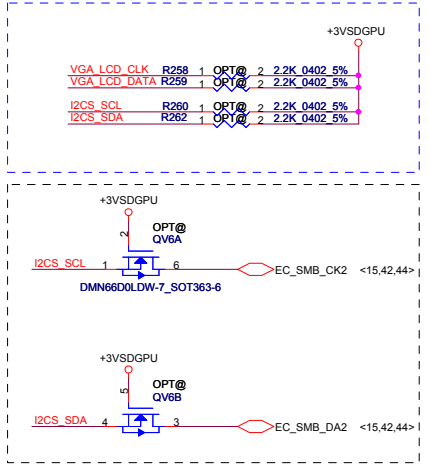 +3VSDGPU
VGA_LCD_CLK R258 1 OPT@ 2 2.2K_0402_5%
VGA_LCD_DATA R259 1 OPT@ 2 2.2K_0402_5%
I2CS_SCL R260 1 OPT@ 2 2.2K_0402_5%
I2CS_SDA R262 1 OPT@ 2 2.2K_0402_5%
+3VSDGPU
2
OPT@
QV6A
I2CS_SCL 1 6 EC_SMB_CK2 <15,42,44>
DMN66D0LDW-7_SOT363-6
+3VSDGPU
5
OPT@
QV6B
I2CS_SDA 4 3 EC_SMB_DA2 <15,42,44>